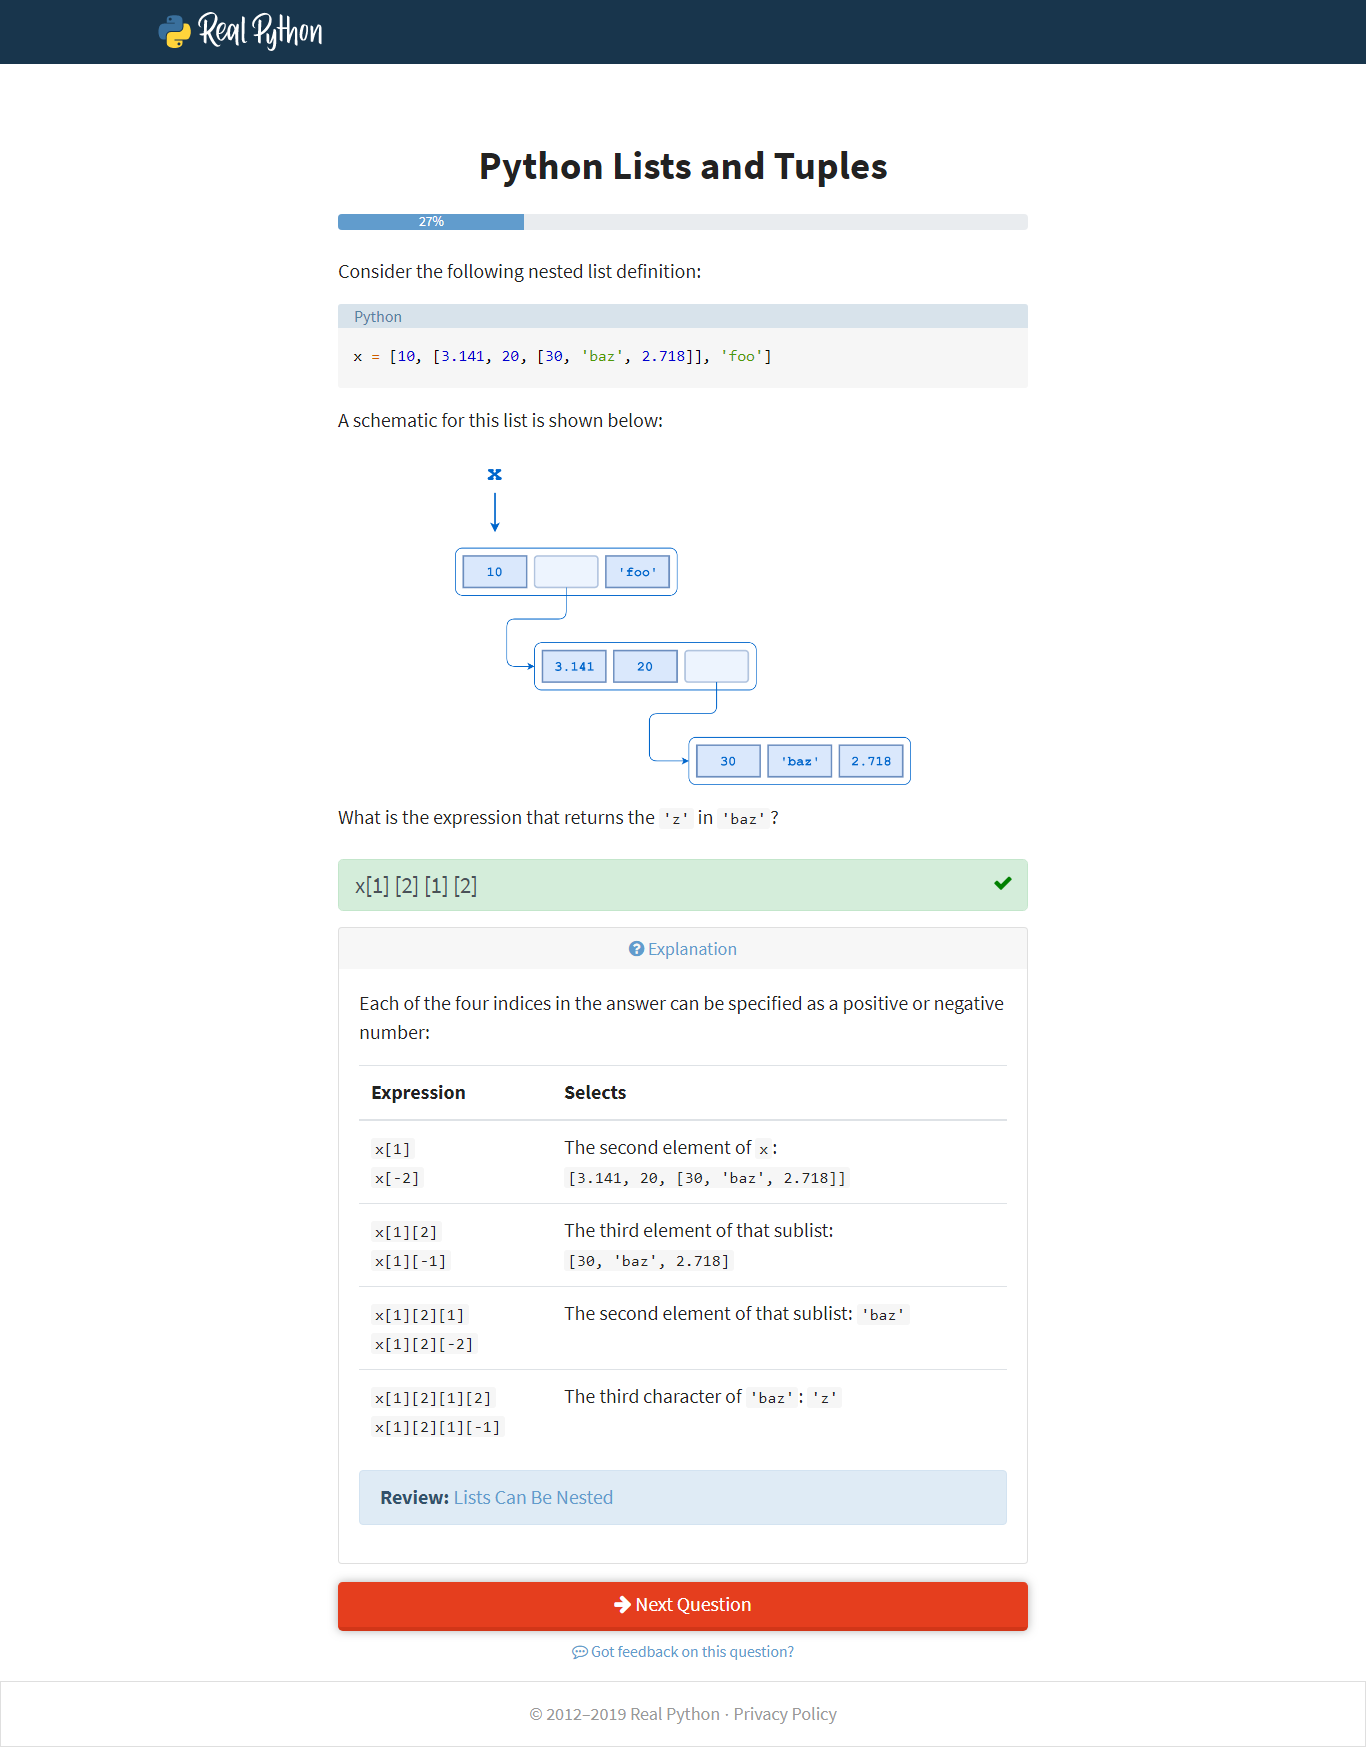 Real Python
Python Lists and Tuples
27%
Consider the following nested list definition:
Python
x = [10, [3.141, 20, [30, 'baz', 2.718]], 'foo']
A schematic for this list is shown below:
x
10 'foo'
3.141 20
30 'baz' 2.718
What is the expression that returns the 'z' in 'baz'?
x[1] [2] [1] [2]
Explanation
Each of the four indices in the answer can be specified as a positive or negative
number:
Expression Selects
x[1] The second element of x:
x[-2] [3.141, 20, [30, 'baz', 2.718]]
x[1][2] The third element of that sublist:
x[1][-1] [30, 'baz', 2.718]
x[1][2][1] The second element of that sublist: 'baz'
x[1][2][-2]
x[1][2][1][2] The third character of 'baz': 'z'
x[1][2][1][-1]
Review: Lists Can Be Nested
Next Question
Got feedback on this question?
© 2012–2019 Real Python · Privacy Policy